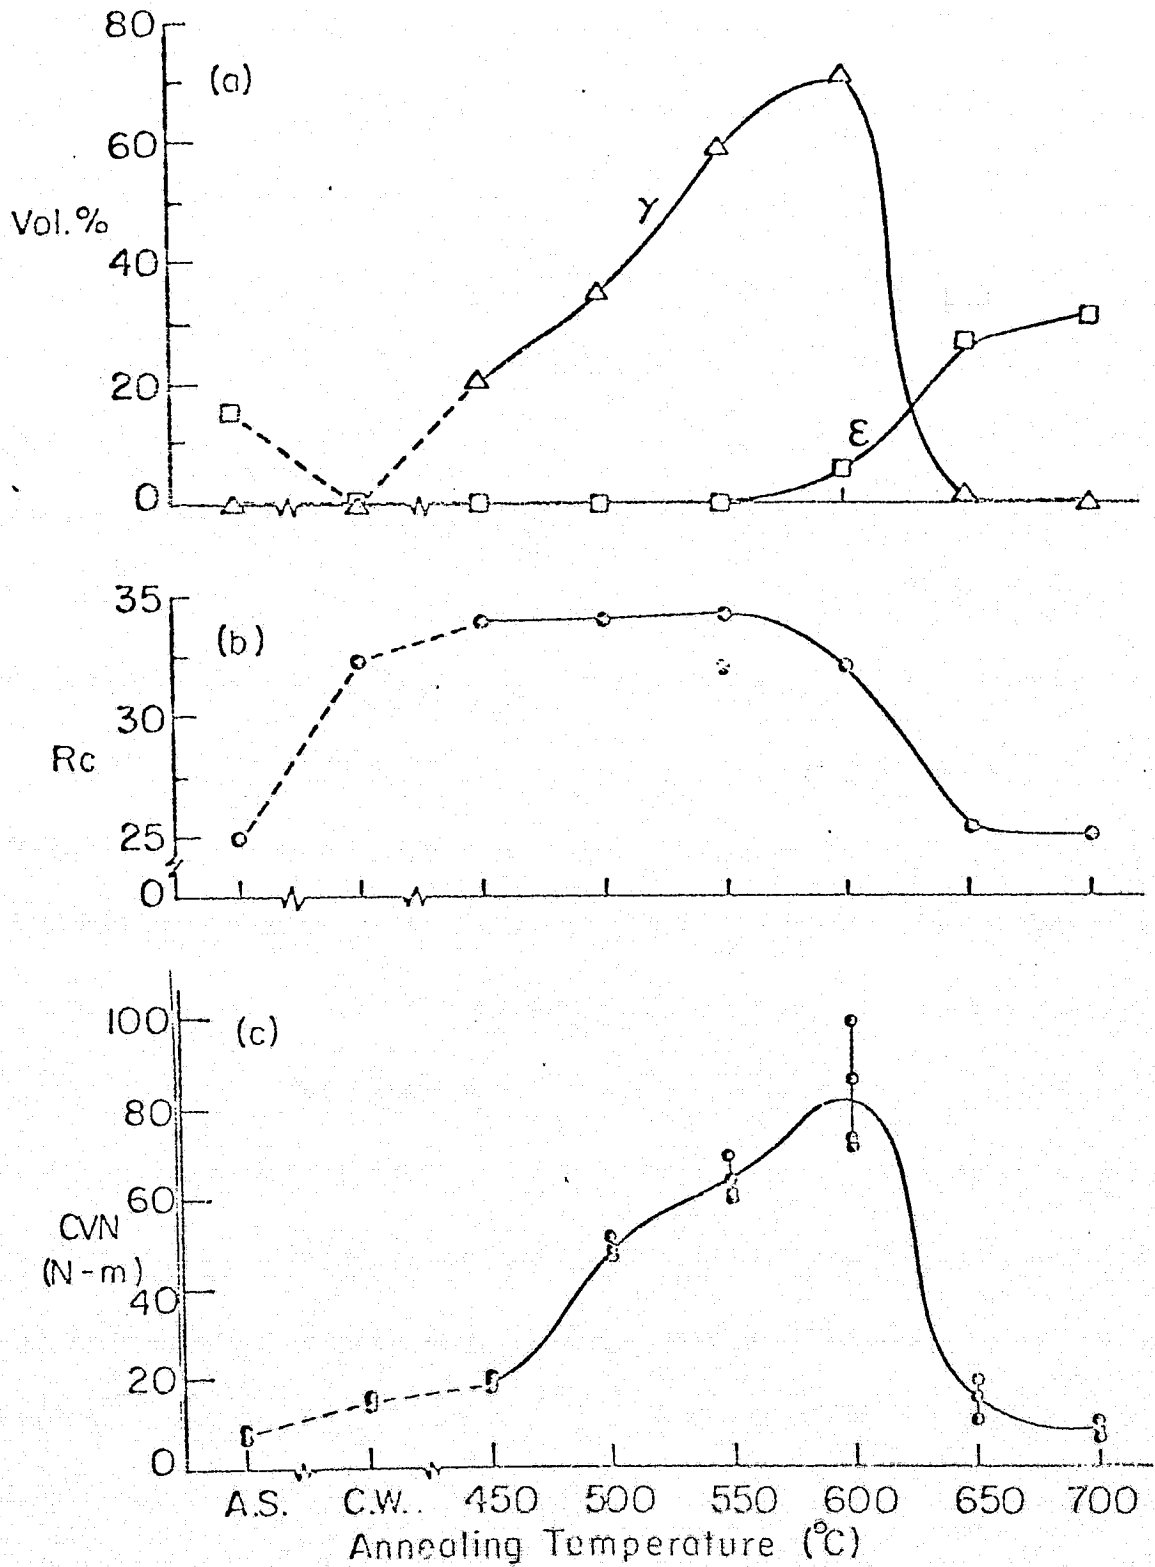 80
(a)
60
γ
Vol.%
40
20
ε
0
35
(b)
30
Rc
25
0
100
(c)
80
60
CVN
(N-m)
40
20
0
A.S. C.W. 450 500 550 600 650 700
Annealing Temperature (°C)